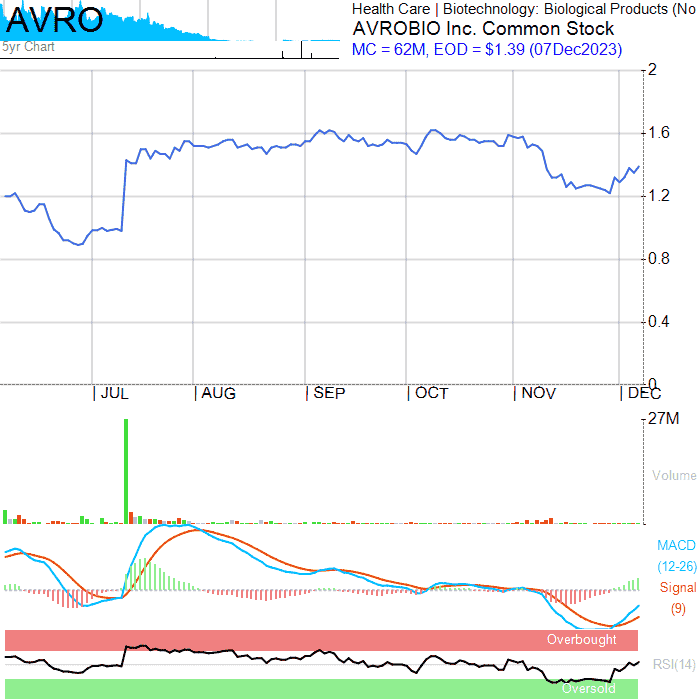 AVRO
5yr Chart
Health Care | Biotechnology: Biological Products (No
AVROBIO Inc. Common Stock
MC = 62M, EOD = $1.39 (07Dec2023)
2
1.6
1.2
0.8
0.4
0
JUL
AUG
SEP
OCT
NOV
DEC
27M
Volume
MACD
(12-26)
Signal
(9)
Overbought
RSI(14)
Oversold